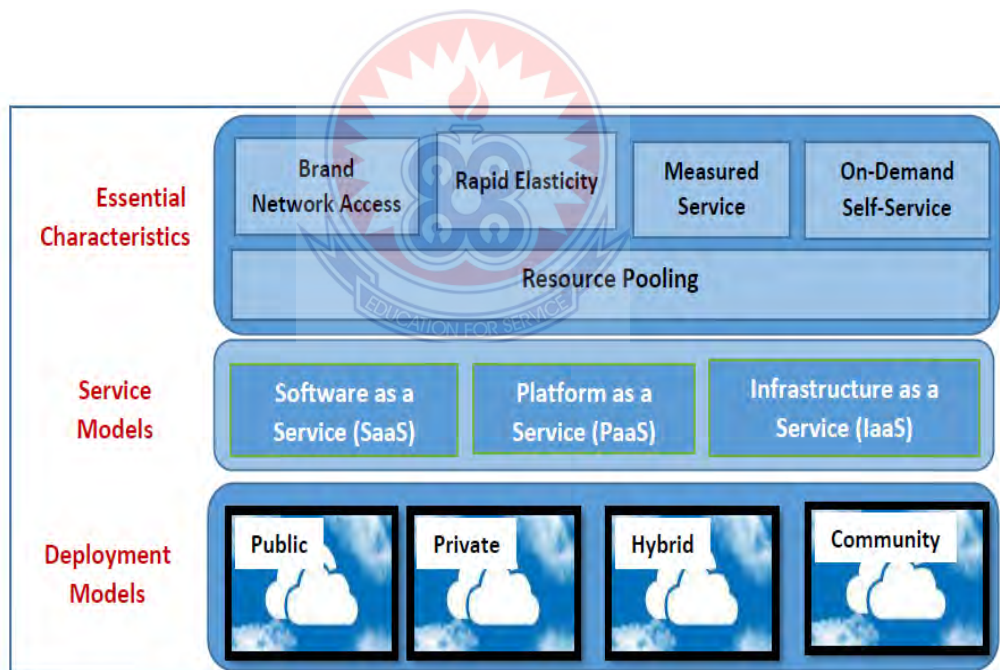 Essential
Characteristics
Brand
Network Access
Rapid Elasticity
Measured
Service
On-Demand
Self-Service
Resource Pooling
EDUCATION FOR SERVICE
Service
Models
Software as a
Service (SaaS)
Platform as a
Service (PaaS)
Infrastructure as a
Service (IaaS)
Deployment
Models
Public
Private
Hybrid
Community